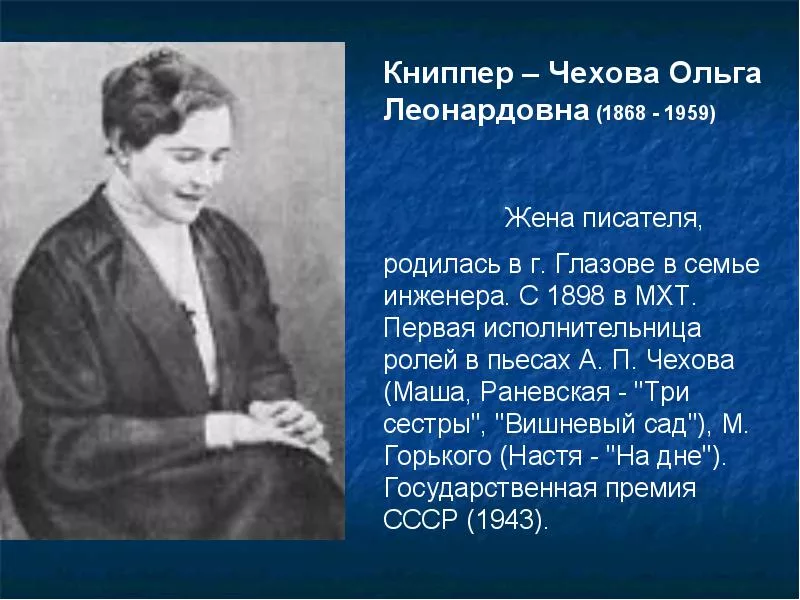 Книппер – Чехова Ольга
Леонардовна (1868 - 1959)
Жена писателя,
родилась в г. Глазове в семье
инженера. С 1898 в МХТ.
Первая исполнительница
ролей в пьесах А. П. Чехова
(Маша, Раневская - "Три
сестры", "Вишневый сад"), М.
Горького (Настя - "На дне").
Государственная премия
СССР (1943).